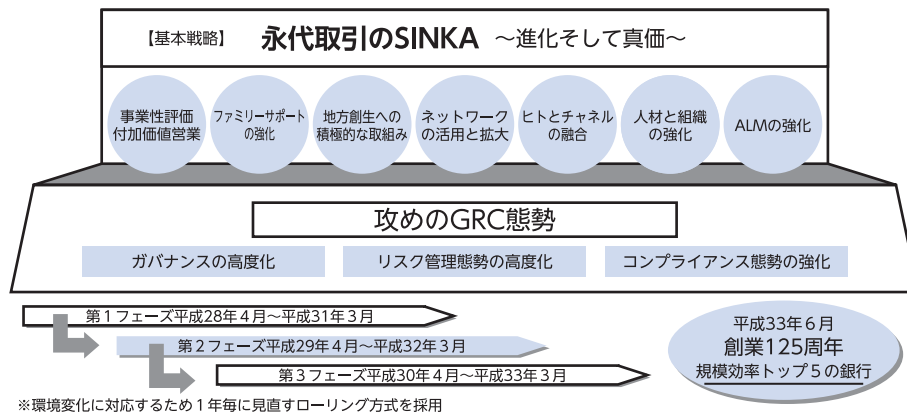 【基本戦略】 永代取引のSINKA ～進化そして真価～
事業性評価
付加価値営業
ファミリーサポート
の強化
地方創生への
積極的な取組み
ネットワーク
の活用と拡大
ヒトとチャネル
の融合
人材と組織
の強化
ALMの強化
攻めのGRC態勢
ガバナンスの高度化
リスク管理態勢の高度化
コンプライアンス態勢の強化
第1フェーズ平成28年4月～平成31年3月
第2フェーズ平成29年4月～平成32年3月
第3フェーズ平成30年4月～平成33年3月
平成33年6月
創業125周年
規模効率トップ5の銀行
※環境変化に対応するため1年毎に見直すローリング方式を採用